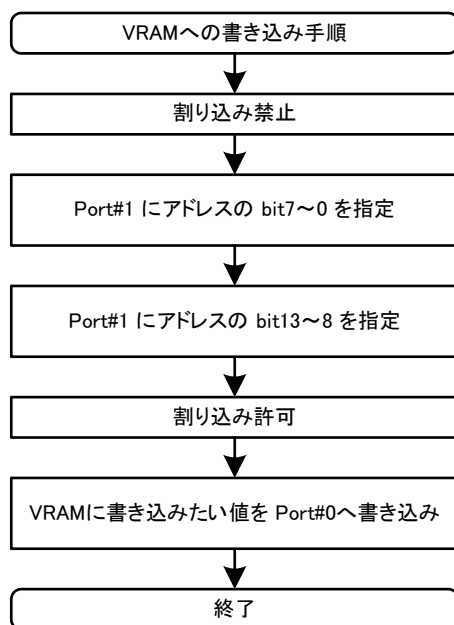 VRAMへの書き込み手順
割り込み禁止
Port#1 にアドレスの bit7～0 を指定
Port#1 にアドレスの bit13～8 を指定
割り込み許可
VRAMに書き込みたい値を Port#0へ書き込み
終了